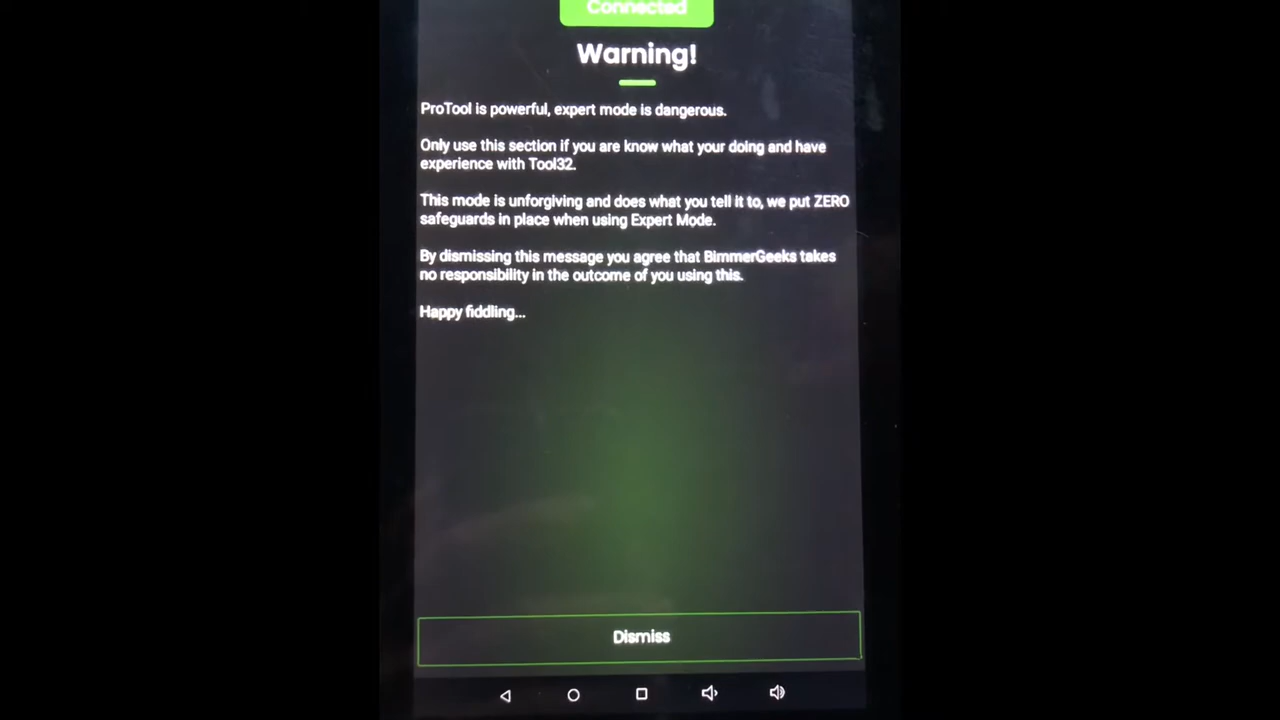 Connected
Warning!
ProTool is powerful, expert mode is dangerous.
Only use this section if you are know what your doing and have
experience with Tool32.
This mode is unforgiving and does what you tell it to, we put ZERO
safeguards in place when using Expert Mode.
By dismissing this message you agree that BimmerGeeks takes
no responsibility in the outcome of you using this.
Happy fiddling...
Dismiss